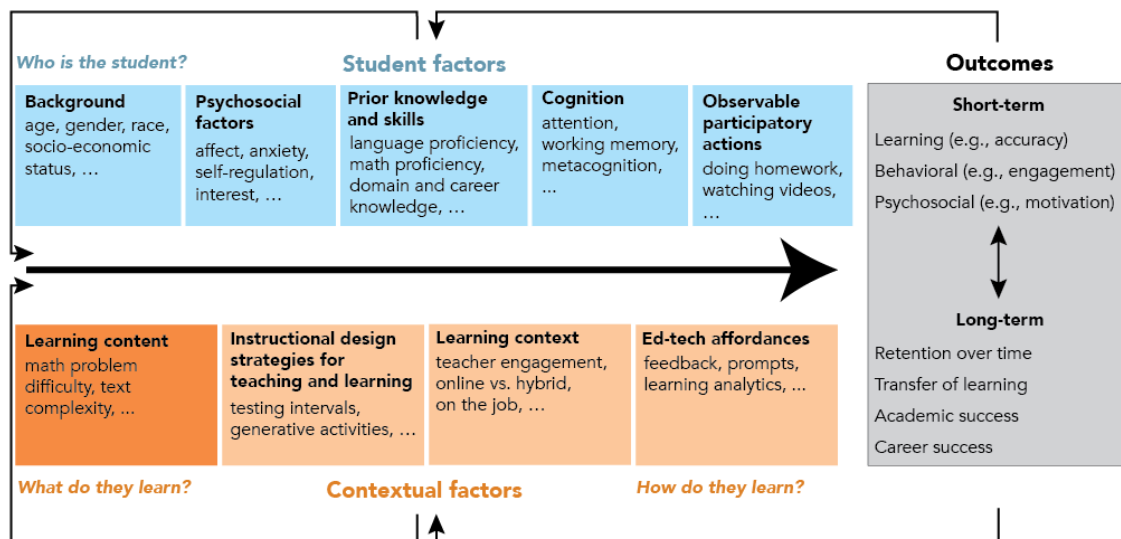 Who is the student?
Student factors
Outcomes
Background
age, gender, race,
socio-economic
status, …
Psychosocial
factors
affect, anxiety,
self-regulation,
interest, …
Prior knowledge
and skills
language proficiency,
math proficiency,
domain and career
knowledge, …
Cognition
attention,
working memory,
metacognition,
...
Observable
participatory
actions
doing homework,
watching videos,
…
Short-term
Learning (e.g., accuracy)
Behavioral (e.g., engagement)
Psychosocial (e.g., motivation)
Long-term
Retention over time
Transfer of learning
Academic success
Career success
Learning content
math problem
difficulty, text
complexity, ...
Instructional design
strategies for
teaching and learning
testing intervals,
generative activities, …
Learning context
teacher engagement,
online vs. hybrid,
on the job, …
Ed-tech affordances
feedback, prompts,
learning analytics, ...
What do they learn?
Contextual factors
How do they learn?